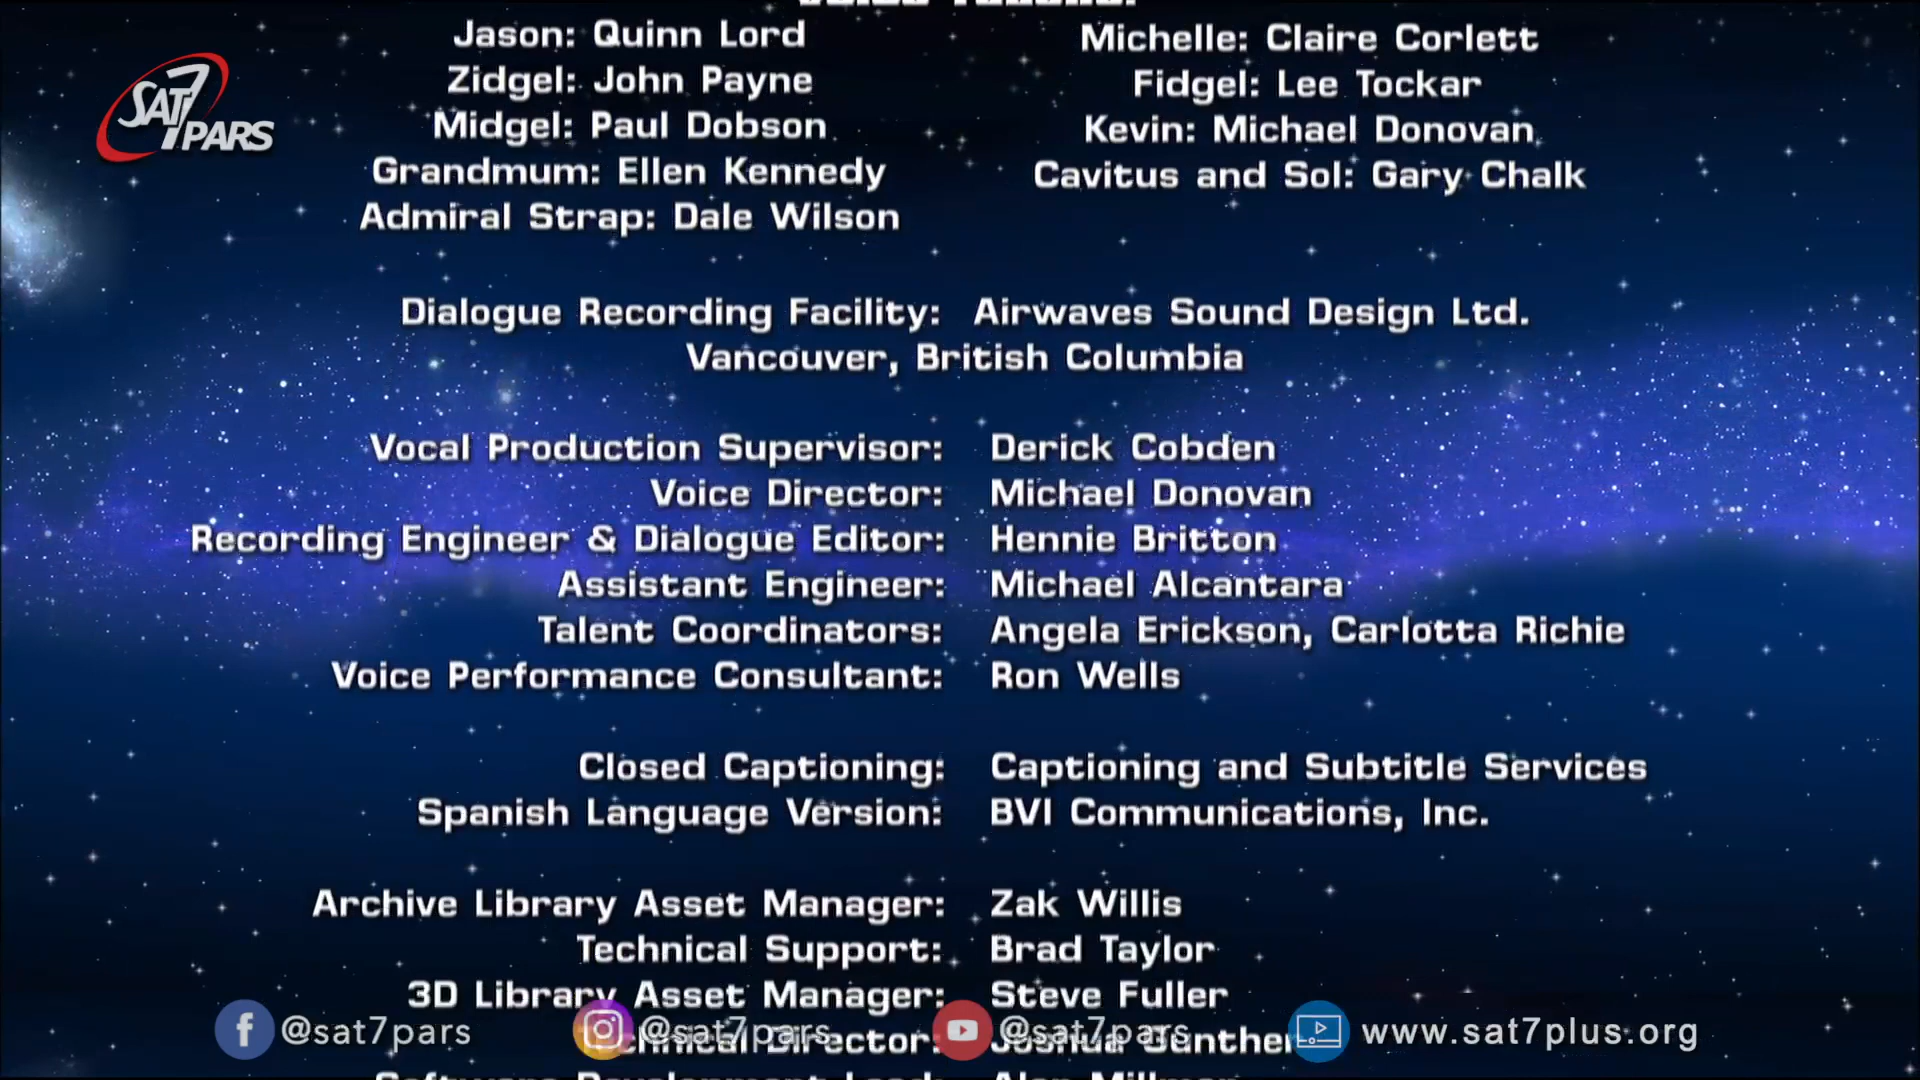 Jason: Quinn Lord
Michelle: Claire Corlett
Zidgel: John Payne
Fidgel: Lee Tockar
Midgel: Paul Dobson
Kevin: Michael Donovan
Grandmum: Ellen Kennedy
Cavitus and Sol: Gary Chalk
Admiral Strap: Dale Wilson
SAT 7 PARS
Dialogue Recording Facility: Airwaves Sound Design Ltd.
Vancouver, British Columbia
Vocal Production Supervisor: Derick Cobden
Voice Director: Michael Donovan
Recording Engineer & Dialogue Editor: Hennie Britton
Assistant Engineer: Michael Alcantara
Talent Coordinators: Angela Erickson, Carlotta Richie
Voice Performance Consultant: Ron Wells
Closed Captioning: Captioning and Subtitle Services
Spanish Language Version: BVI Communications, Inc.
Archive Library Asset Manager: Zak Willis
Technical Support: Brad Taylor
3D Library Asset Manager: Steve Fuller
Director: Joshua
@sat7pars @sat7pars @sat7pars www.sat7plus.org